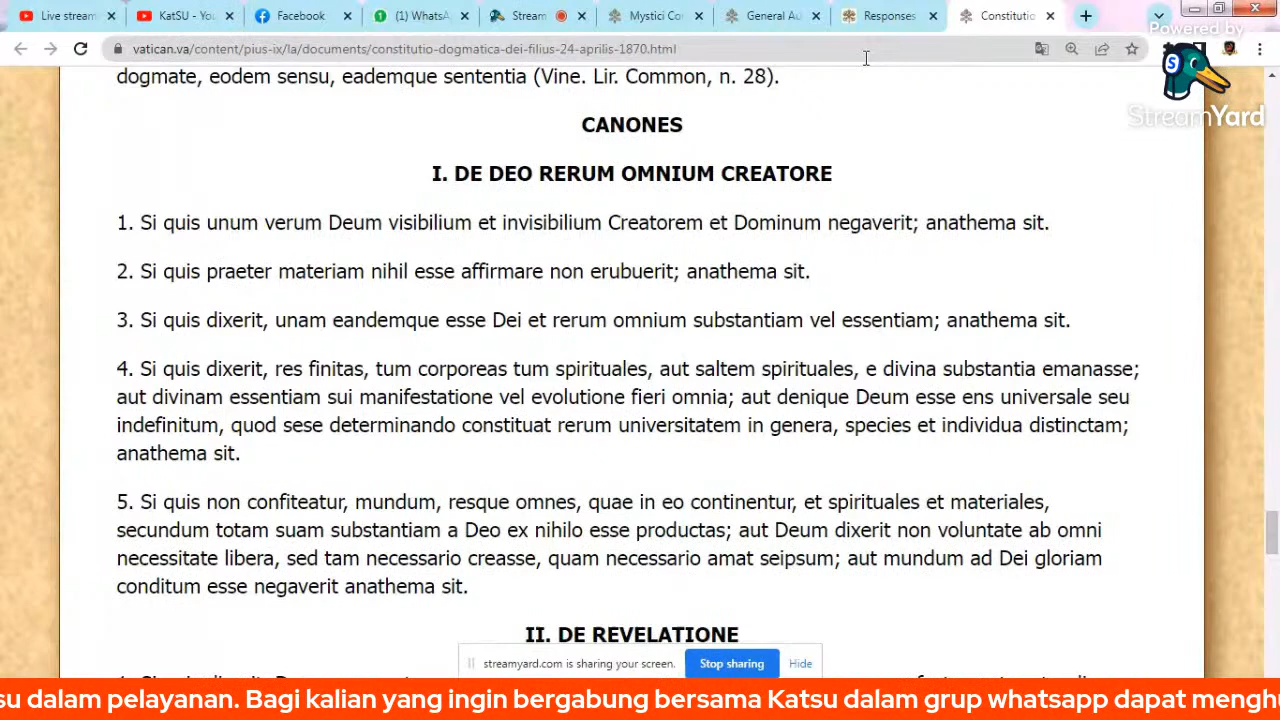 Live stream
KatSU - You
Facebook
(1) WhatsA
Stream
Mystici Co
General Au
Responses
Constitutio
vatican.va/content/pius-ix/la/documents/constitutio-dogmatica-dei-filius-24-aprilis-1870.html
Powered by
StreamYard
dogmate, eodem sensu, eademque sententia (Vine. Lir. Common, n. 28).
CANONES
I. DE DEO RERUM OMNIUM CREATORE
1. Si quis unum verum Deum visibilium et invisibilium Creatorem et Dominum negaverit; anathema sit.
2. Si quis praeter materiam nihil esse affirmare non erubuerit; anathema sit.
3. Si quis dixerit, unam eandemque esse Dei et rerum omnium substantiam vel essentiam; anathema sit.
4. Si quis dixerit, res finitas, tum corporeas tum spirituales, aut saltem spirituales, e divina substantia emanasse;
aut divinam essentiam sui manifestatione vel evolutione fieri omnia; aut denique Deum esse ens universale seu
indefinitum, quod sese determinando constituat rerum universitatem in genera, species et individua distinctam;
anathema sit.
5. Si quis non confiteatur, mundum, resque omnes, quae in eo continentur, et spirituales et materiales,
secundum totam suam substantiam a Deo ex nihilo esse productas; aut Deum dixerit non voluntate ab omni
necessitate libera, sed tam necessario creasse, quam necessario amat seipsum; aut mundum ad Dei gloriam
conditum esse negaverit anathema sit.
II. DE REVELATIONE
streamyard.com is sharing your screen.
Stop sharing
Hide
su dalam pelayanan. Bagi kalian yang ingin bergabung bersama Katsu dalam grup whatsapp dapat menghu